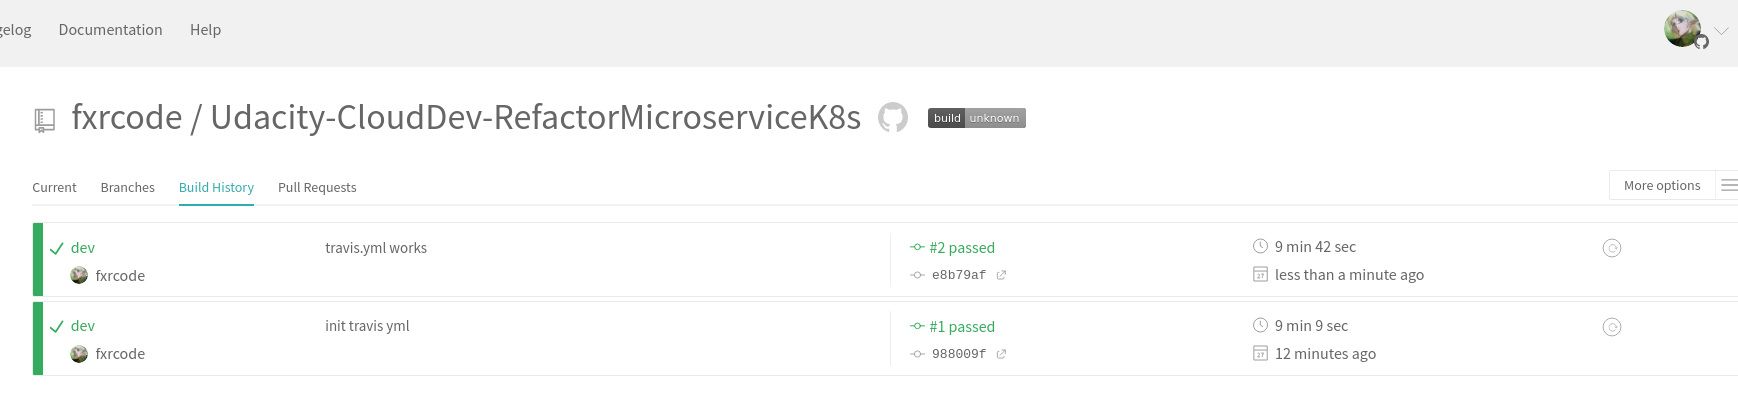 gelog Documentation Help
fxrcode / Udacity-CloudDev-RefactorMicroserviceK8s build unknown
Current Branches Build History Pull Requests More options
dev travis.yml works #2 passed 9 min 42 sec
fxrcode e8b79af less than a minute ago
dev init travis yml #1 passed 9 min 9 sec
fxrcode 988009f 12 minutes ago